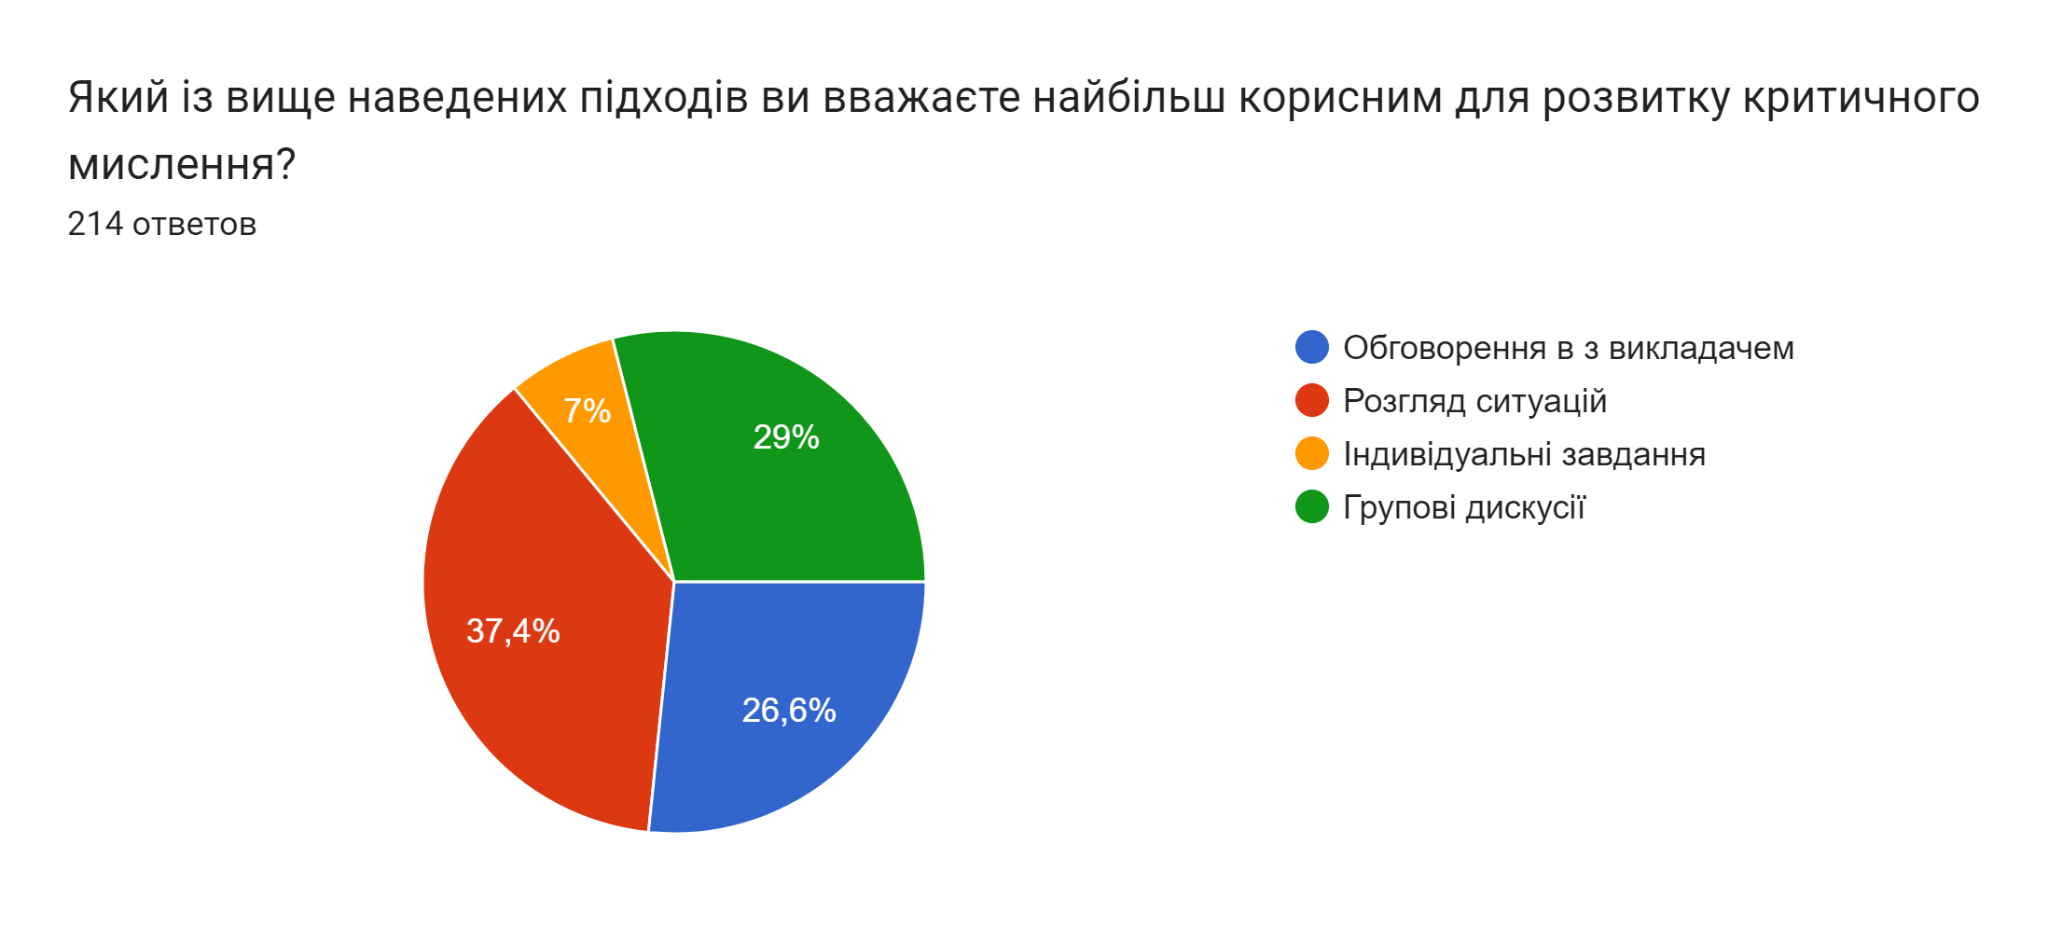 Який із вище наведених підходів ви вважаєте найбільш корисним для розвитку критичного
мислення?
214 ответов
7%
29%
37,4%
26,6%
Обговорення в з викладачем
Розгляд ситуацій
Індивідуальні завдання
Групові дискусії